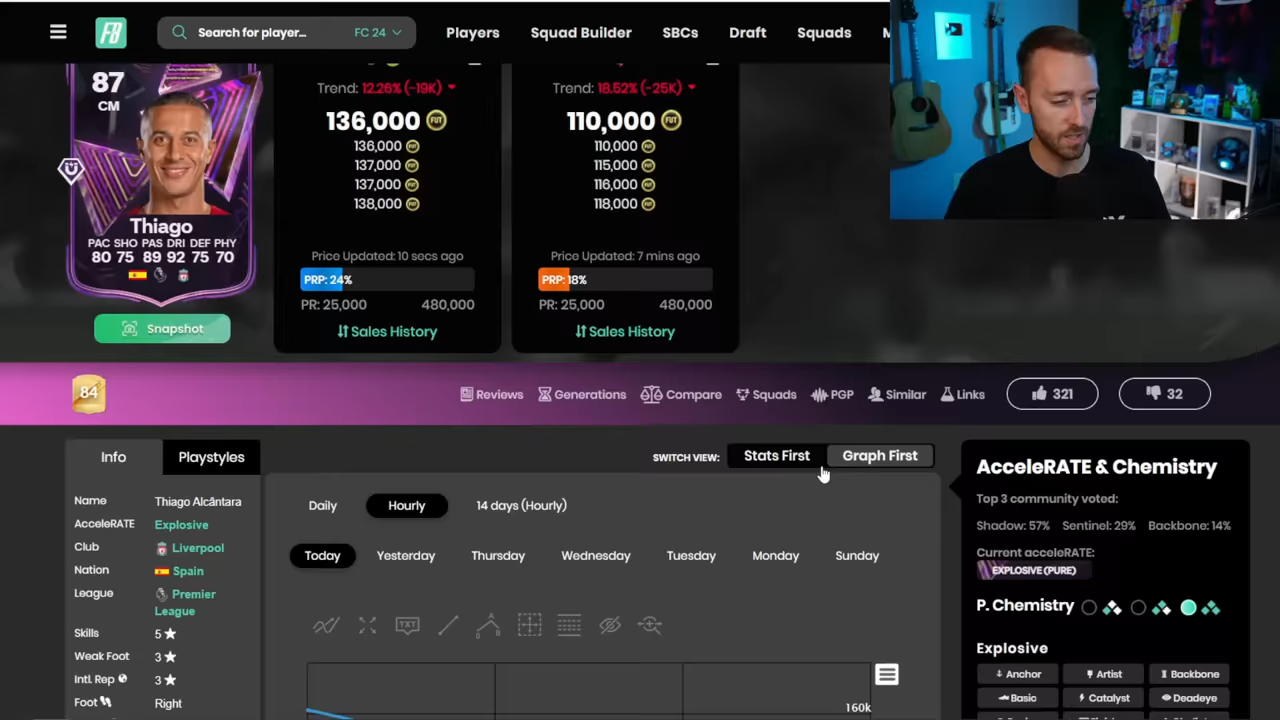 FB
Search for player...
FC 24
Players
Squad Builder
SBCs
Draft
Squads
M
87
CM
Thiago
PAC SHO PAS DRI DEF PHY
80 75 89 92 75 70
Snapshot
Trend: 12.26% (-19K)
136,000
FUT
136,000
137,000
137,000
138,000
Price Updated: 10 secs ago
PRP: 24%
PR: 25,000
480,000
Sales History
Trend: 18.52% (-25K)
110,000
FUT
110,000
115,000
116,000
118,000
Price Updated: 7 mins ago
PRP: 18%
PR: 25,000
480,000
Sales History
84
Reviews
Generations
Compare
Squads
PGP
Similar
Links
321
32
Info
Playstyles
SWITCH VIEW:
Stats First
Graph First
Name
Thiago Alcântara
AcceleRATE
Explosive
Club
Liverpool
Nation
Spain
League
Premier
League
Skills
5
Weak Foot
3
Intl. Rep
3
Foot
Right
Daily
Hourly
14 days (Hourly)
Today
Yesterday
Thursday
Wednesday
Tuesday
Monday
Sunday
TXT
160k
AcceleRATE & Chemistry
Top 3 community voted:
Shadow: 57%
Sentinel: 29%
Backbone: 14%
Current acceleRATE:
EXPLOSIVE (PURE)
P. Chemistry
Explosive
Anchor
Artist
Backbone
Basic
Catalyst
Deadeye